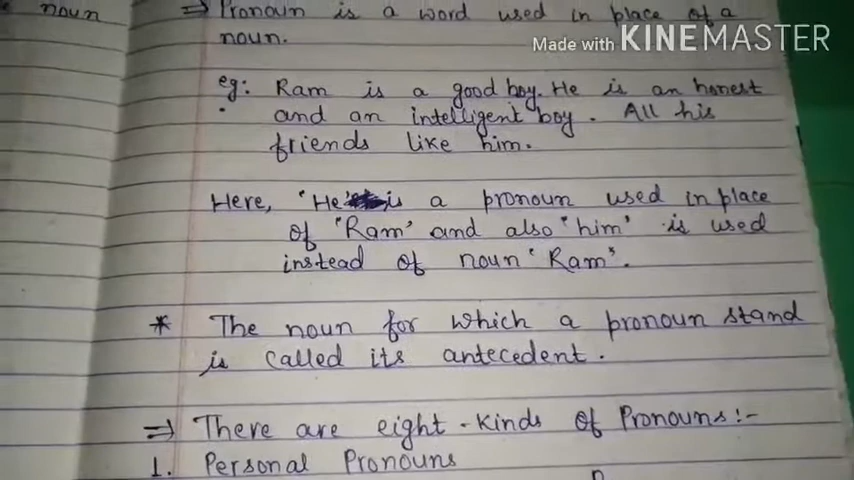 noun
⇒ Pronoun is a word used in place of a
noun.
Made with KINEMASTER
eg: Ram is a good boy. He is an honest
and an intelligent boy. All his
friends like him.
Here, 'He' is a pronoun used in place
of 'Ram' and also 'him' is used
instead of noun 'Ram'.
* The noun for which a pronoun stand
is called its antecedent.
⇒ There are eight - kinds of Pronouns:-
1. Personal Pronouns